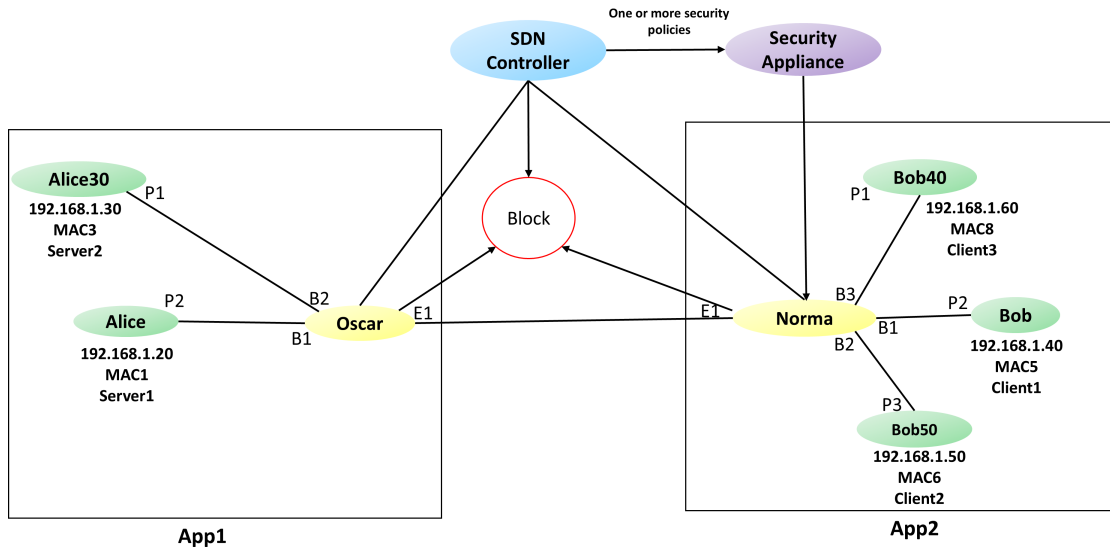 One or more security
policies
SDN
Controller
Security
Appliance
Alice30
P1
192.168.1.30
MAC3
Server2
B2
P2
Alice
B1
Oscar
E1
192.168.1.20
MAC1
Server1
App1
Block
Bob40
P1
192.168.1.60
MAC8
Client3
B3
E1
Norma
B1
B2
P2
Bob
192.168.1.40
MAC5
Client1
P3
Bob50
192.168.1.50
MAC6
Client2
App2